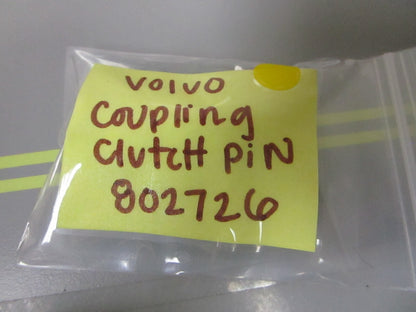 volvo
Coupling
Clutch pin
802726